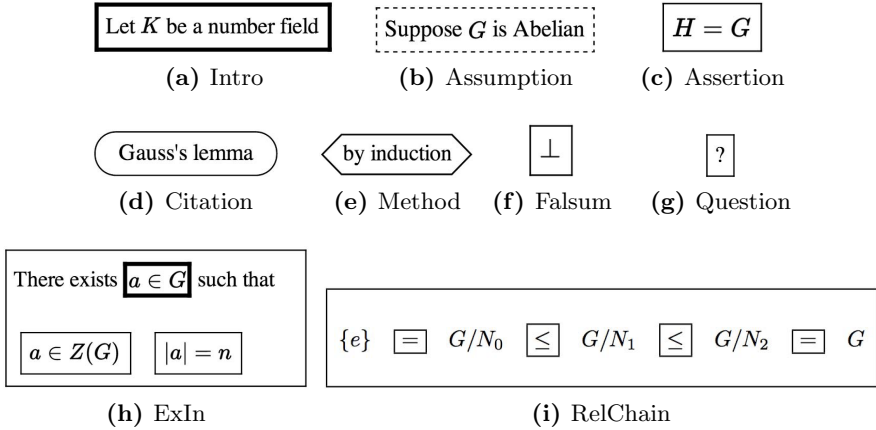 Let K be a number field
Suppose G is Abelian
H = G
(a) Intro
(b) Assumption
(c) Assertion
Gauss's lemma
by induction
⊥
?
(d) Citation
(e) Method
(f) Falsum
(g) Question
There exists a ∈ G such that
a ∈ Z(G)
|a| = n
{e} = G/N₀ ≤ G/N₁ ≤ G/N₂ = G
(h) ExIn
(i) RelChain